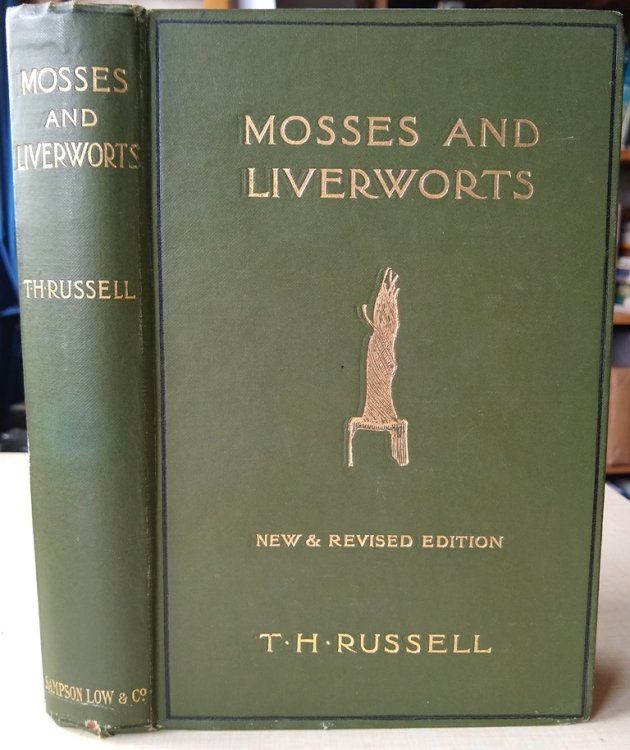 MOSSES
AND
LIVERWORTS
T·H·RUSSELL
SAMPSON LOW & Co
MOSSES AND
LIVERWORTS
NEW & REVISED EDITION
T·H·RUSSELL